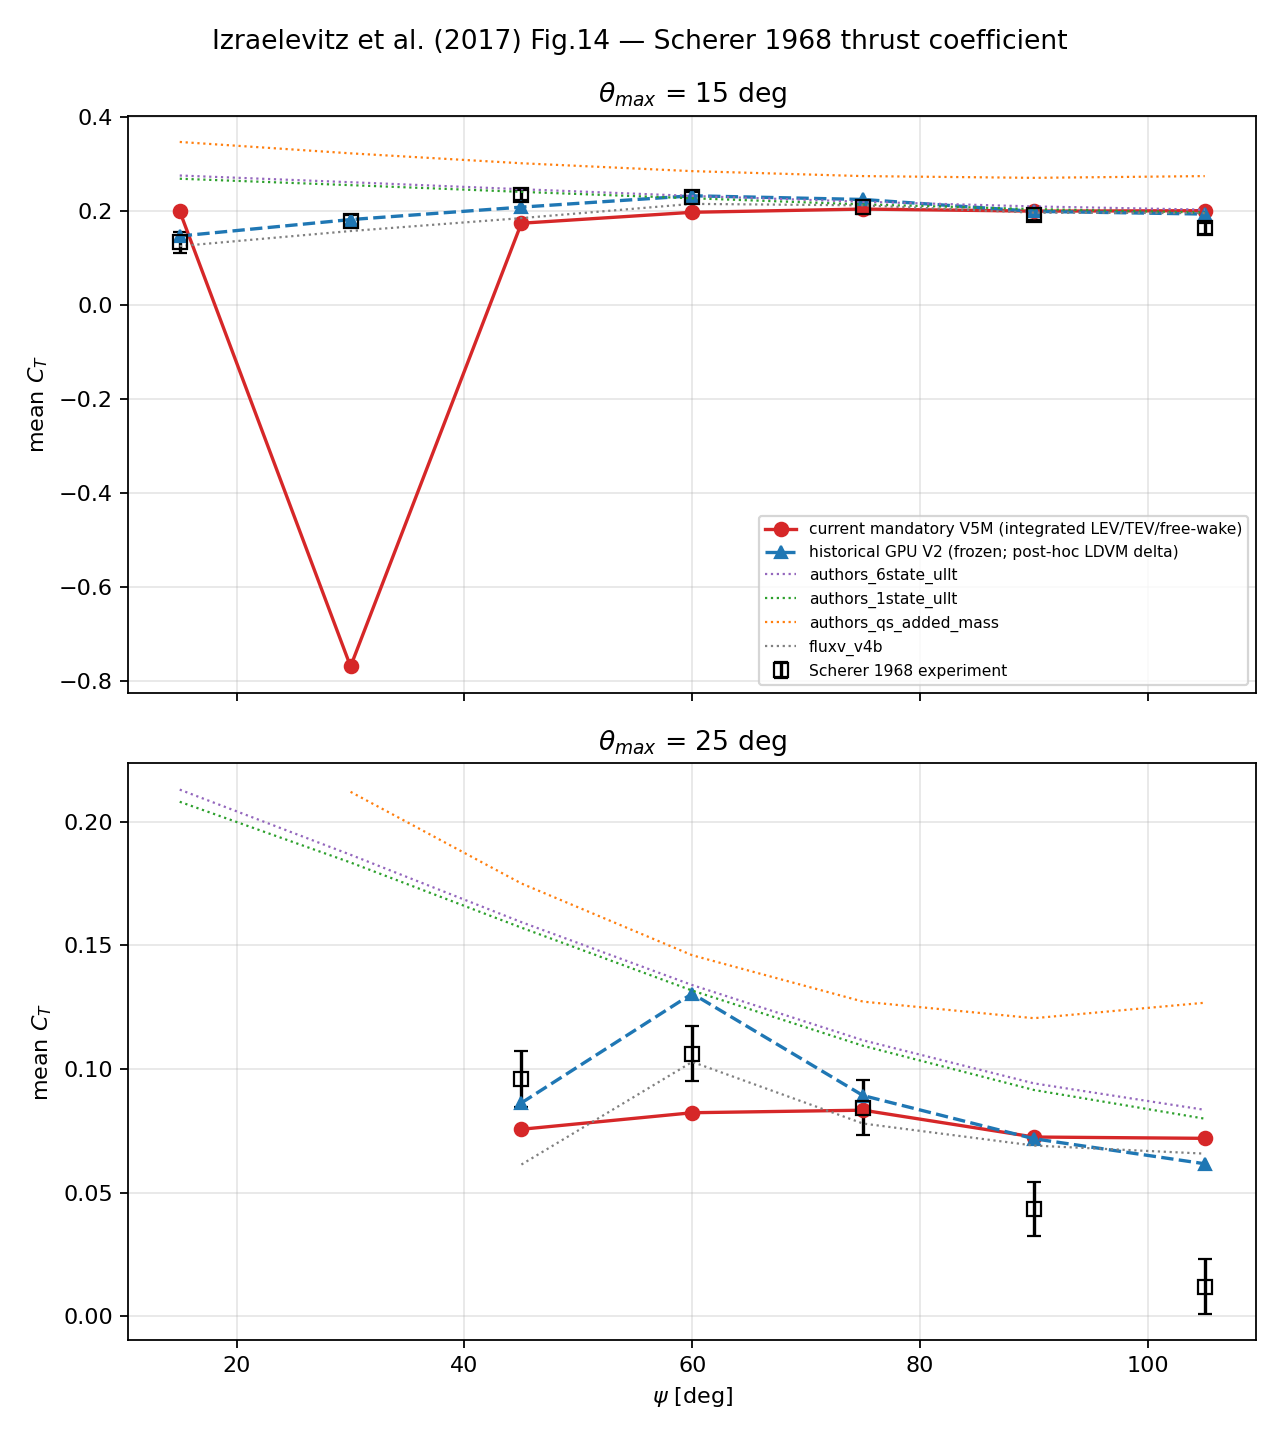 Izraelevitz et al. (2017) Fig.14 — Scherer 1968 thrust coefficient
θmax = 15 deg
0.4
0.2
0.0
−0.2
−0.4
−0.6
−0.8
mean CT
current mandatory V5M (integrated LEV/TEV/free-wake)
historical GPU V2 (frozen; post-hoc LDVM delta)
authors_6state_ullt
authors_1state_ullt
authors_qs_added_mass
fluxv_v4b
Scherer 1968 experiment
θmax = 25 deg
0.20
0.15
0.10
0.05
0.00
mean CT
20 40 60 80 100
ψ [deg]